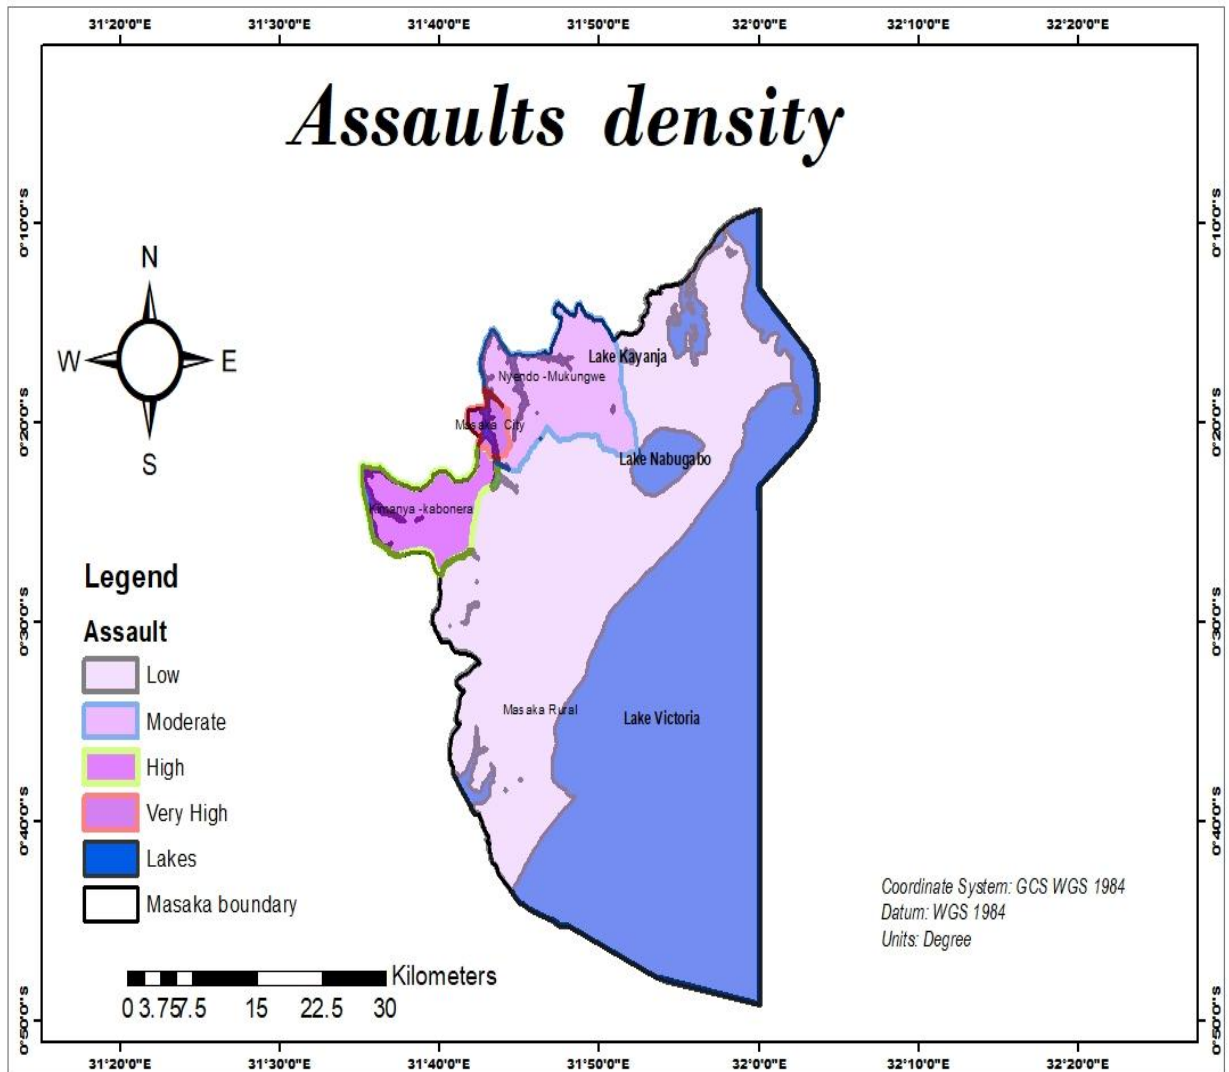 31°20'0"E 31°30'0"E 31°40'0"E 31°50'0"E 32°0'0"E 32°10'0"E 32°20'0"E
Assaults density
0°10'0"S 0°10'0"S
N
W E
S
Lake Kayanja
Nyendo -Mukungwe
0°20'0"S 0°20'0"S
Masaka City
Lake Nabugabo
Kimanya -kabonera
Legend
Assault
Low
Moderate
High
Very High
Lakes
Masaka boundary
0°30'0"S 0°30'0"S
Masaka Rural
Lake Victoria
0°40'0"S 0°40'0"S
Coordinate System: GCS WGS 1984
Datum: WGS 1984
Units: Degree
Kilometers
0 3.75 7.5 15 22.5 30
0°50'0"S 0°50'0"S
31°20'0"E 31°30'0"E 31°40'0"E 31°50'0"E 32°0'0"E 32°10'0"E 32°20'0"E